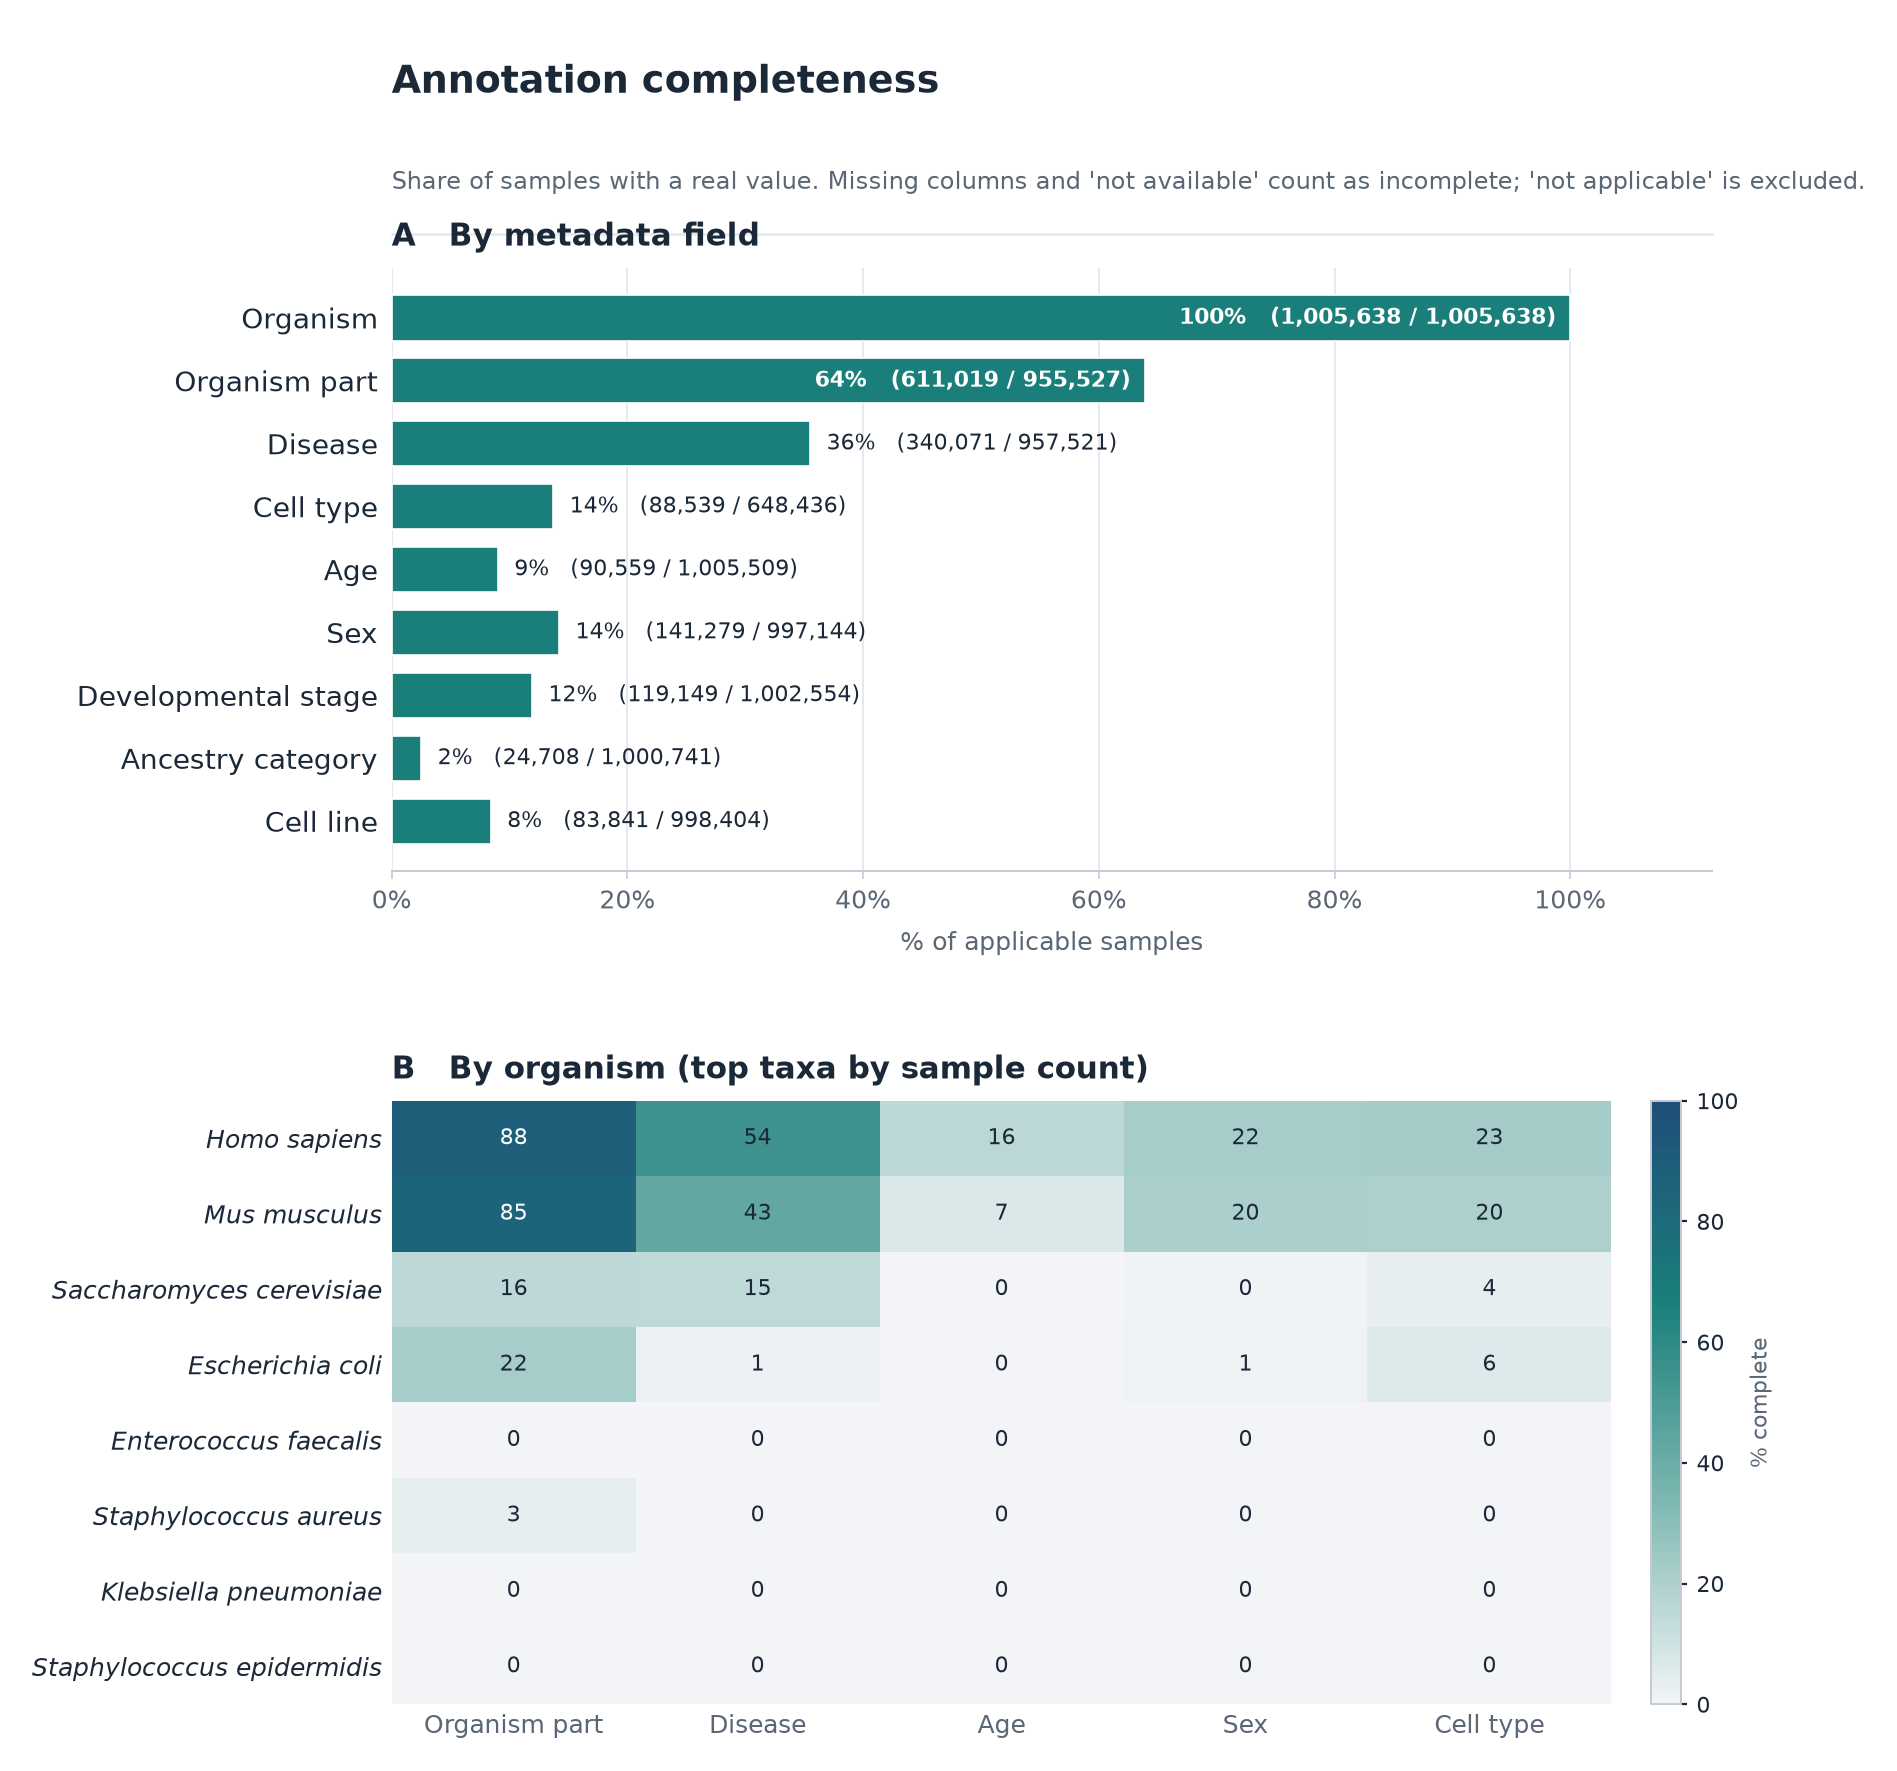 Annotation completeness
Share of samples with a real value. Missing columns and 'not available' count as incomplete; 'not applicable' is excluded.
A By metadata field
Organism 100% (1,005,638 / 1,005,638)
Organism part 64% (611,019 / 955,527)
Disease 36% (340,071 / 957,521)
Cell type 14% (88,539 / 648,436)
Age 9% (90,559 / 1,005,509)
Sex 14% (141,279 / 997,144)
Developmental stage 12% (119,149 / 1,002,554)
Ancestry category 2% (24,708 / 1,000,741)
Cell line 8% (83,841 / 998,404)
0% 20% 40% 60% 80% 100%
% of applicable samples
B By organism (top taxa by sample count)
Homo sapiens 88 54 16 22 23
Mus musculus 85 43 7 20 20
Saccharomyces cerevisiae 16 15 0 0 4
Escherichia coli 22 1 0 1 6
Enterococcus faecalis 0 0 0 0 0
Staphylococcus aureus 3 0 0 0 0
Klebsiella pneumoniae 0 0 0 0 0
Staphylococcus epidermidis 0 0 0 0 0
Organism part Disease Age Sex Cell type
100
80
60
40
20
0
% complete